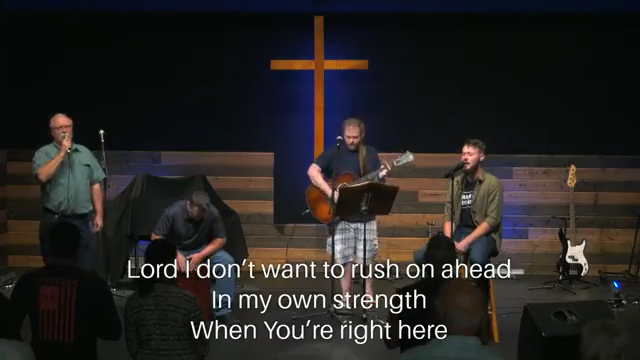 Lord I don't want to rush on ahead
In my own strength
When You're right here